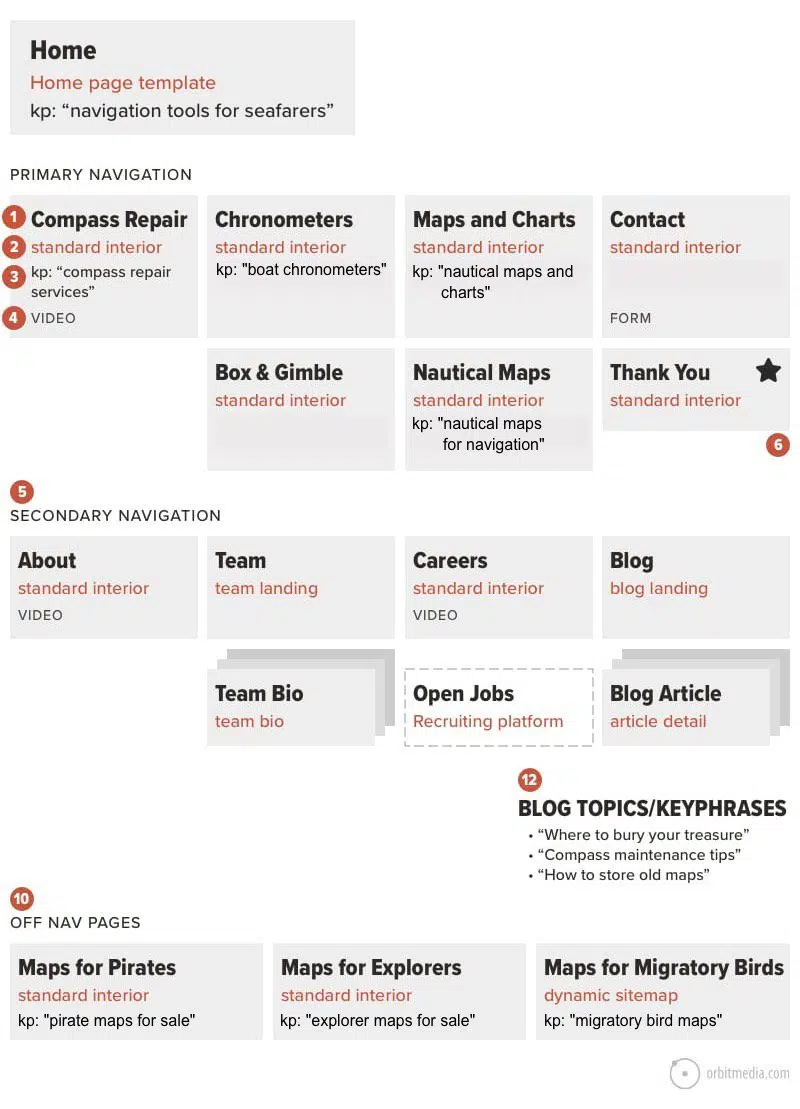 Home
Home page template
kp: “navigation tools for seafarers”
PRIMARY NAVIGATION
1 Compass Repair
2 standard interior
3 kp: “compass repair
services”
4 VIDEO
Chronometers
standard interior
kp: "boat chronometers"
Maps and Charts
standard interior
kp: "nautical maps and
charts"
Contact
standard interior
FORM
Box & Gimble
standard interior
Nautical Maps
standard interior
kp: "nautical maps
for navigation"
Thank You
standard interior
6
5
SECONDARY NAVIGATION
About
standard interior
VIDEO
Team
team landing
Careers
standard interior
VIDEO
Blog
blog landing
Team Bio
team bio
Open Jobs
Recruiting platform
Blog Article
article detail
12
BLOG TOPICS/KEYPHRASES
• “Where to bury your treasure”
• “Compass maintenance tips”
• “How to store old maps”
10
OFF NAV PAGES
Maps for Pirates
standard interior
kp: "pirate maps for sale"
Maps for Explorers
standard interior
kp: "explorer maps for sale"
Maps for Migratory Birds
dynamic sitemap
kp: "migratory bird maps"
orbitmedia.com